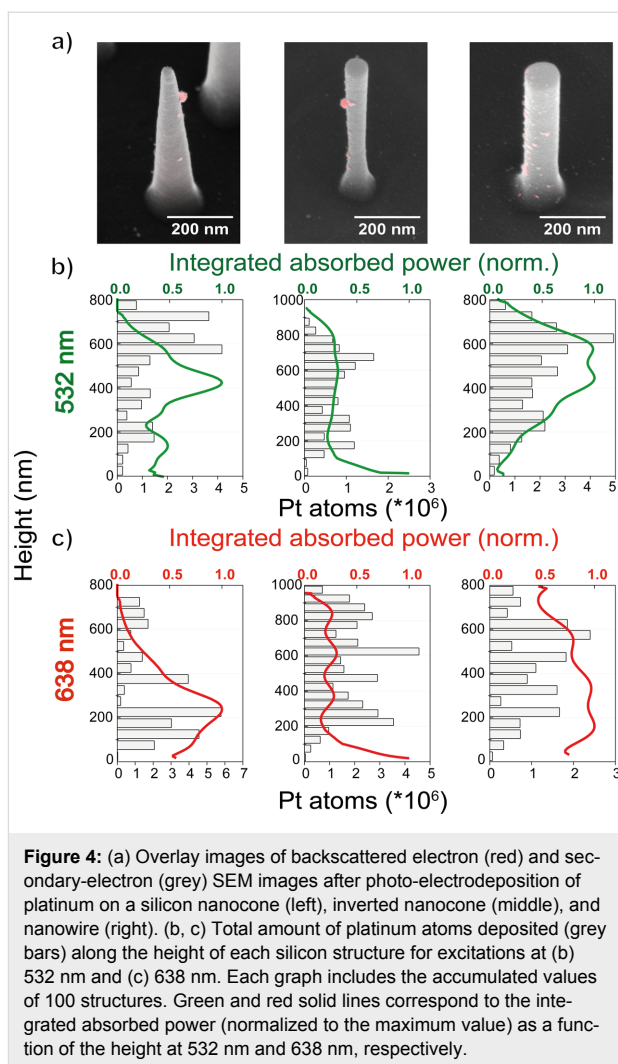 a)
200 nm 200 nm 200 nm
b)
Integrated absorbed power (norm.)
0.0 0.5 1.0 0.0 0.5 1.0 0.0 0.5 1.0
532 nm
800 1000 800
800
600 600
600
400 400
400
200 200
200
0 0 0
0 1 2 3 4 5 0 1 2 3 0 1 2 3 4 5
Pt atoms (*10⁶)
Height (nm)
c)
Integrated absorbed power (norm.)
0.0 0.5 1.0 0.0 0.5 1.0 0.0 0.5 1.0
638 nm
800 1000 800
800
600 600
600
400 400
400
200 200
200
0 0 0
0 1 2 3 4 5 6 7 0 1 2 3 4 5 0 1 2 3
Pt atoms (*10⁶)
Figure 4: (a) Overlay images of backscattered electron (red) and sec-
ondary-electron (grey) SEM images after photo-electrodeposition of
platinum on a silicon nanocone (left), inverted nanocone (middle), and
nanowire (right). (b, c) Total amount of platinum atoms deposited (grey
bars) along the height of each silicon structure for excitations at (b)
532 nm and (c) 638 nm. Each graph includes the accumulated values
of 100 structures. Green and red solid lines correspond to the inte-
grated absorbed power (normalized to the maximum value) as a func-
tion of the height at 532 nm and 638 nm, respectively.